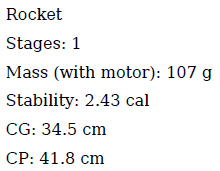 Rocket
Stages: 1
Mass (with motor): 107 g
Stability: 2.43 cal
CG: 34.5 cm
CP: 41.8 cm